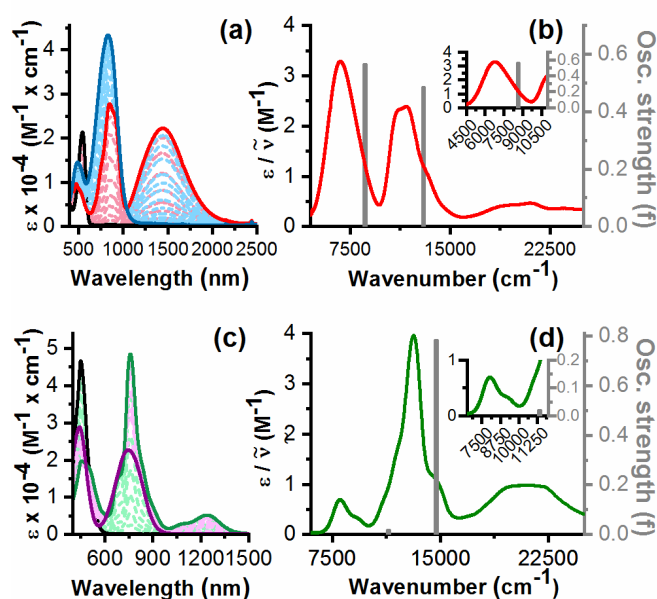 (a)
ε x 10⁻⁴ (M⁻¹ x cm⁻¹)
4
3
2
1
0
500 1000 1500 2000 2500
Wavelength (nm)
(b)
ε / ṽ (M⁻¹)
4
3
2
1
0
7500 15000 22500
Wavenumber (cm⁻¹)
0.6
0.4
0.2
0.0
Osc. strength (f)
4
3
2
1
0
4500
6000
7500
9000
10500
0.6
0.4
0.2
0.0
(c)
ε x 10⁻⁴ (M⁻¹ x cm⁻¹)
5
4
3
2
1
0
600 900 1200 1500
Wavelength (nm)
(d)
ε / ṽ (M⁻¹)
4
3
2
1
0
7500 15000 22500
Wavenumber (cm⁻¹)
0.8
0.6
0.4
0.2
0.0
Osc. strength (f)
1
0
7500
8750
10000
11250
0.2
0.1
0.0